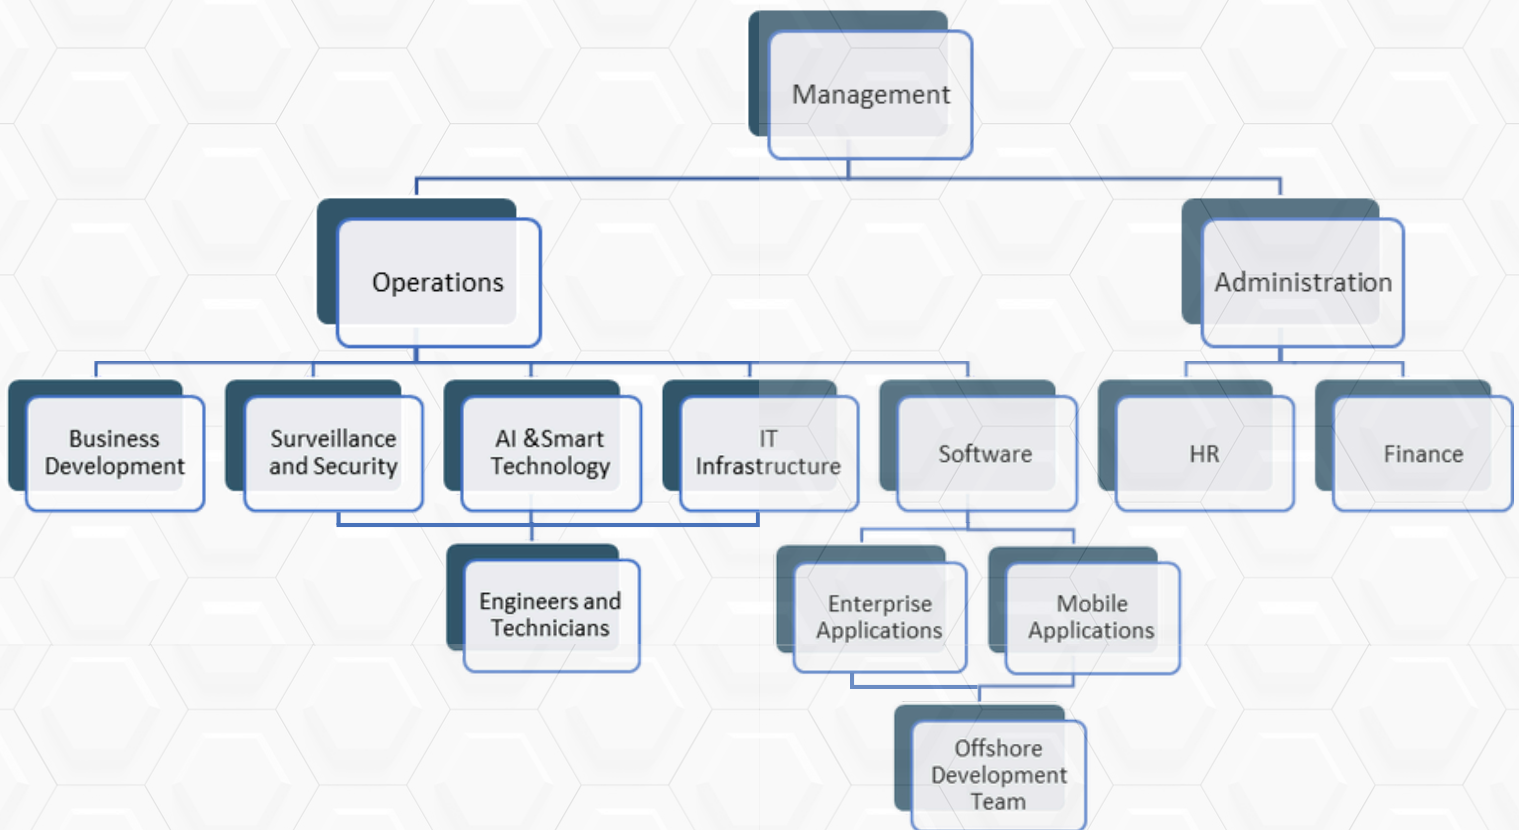 Management
Operations
Administration
Business
Development
Surveillance
and Security
AI &Smart
Technology
IT
Infrastructure
Software
HR
Finance
Engineers and
Technicians
Enterprise
Applications
Mobile
Applications
Offshore
Development
Team